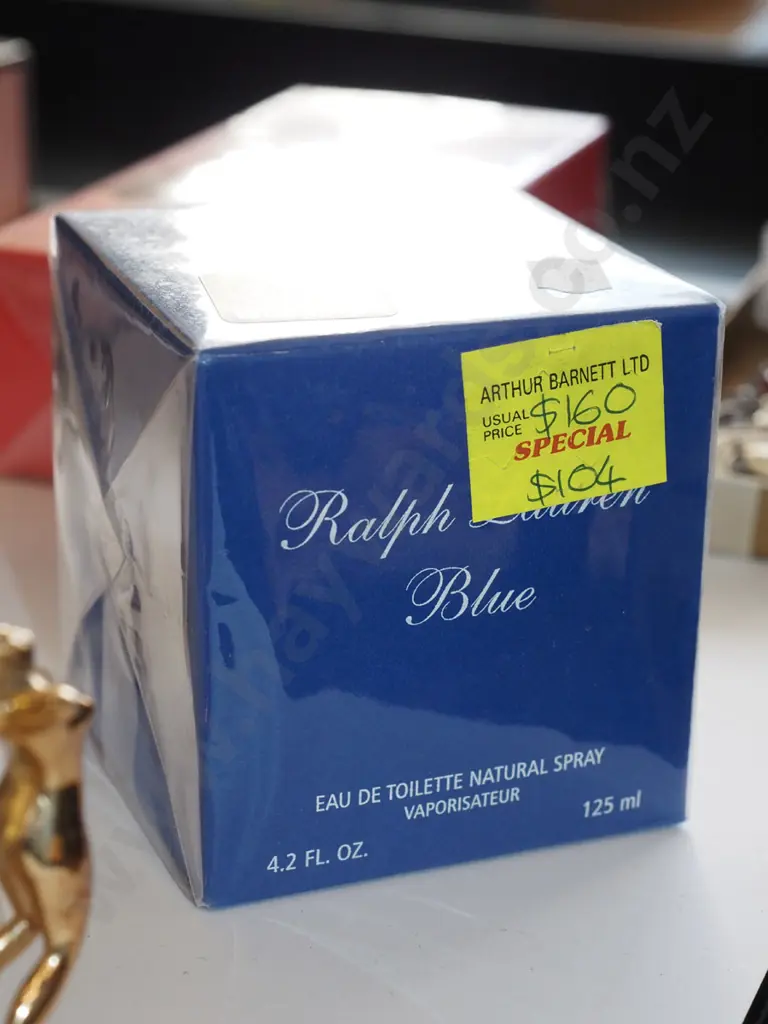 ARTHUR BARNETT LTD
USUAL PRICE $160
SPECIAL
$104
Ralph Lauren
Blue
EAU DE TOILETTE NATURAL SPRAY
VAPORISATEUR
4.2 FL. OZ. 125 ml